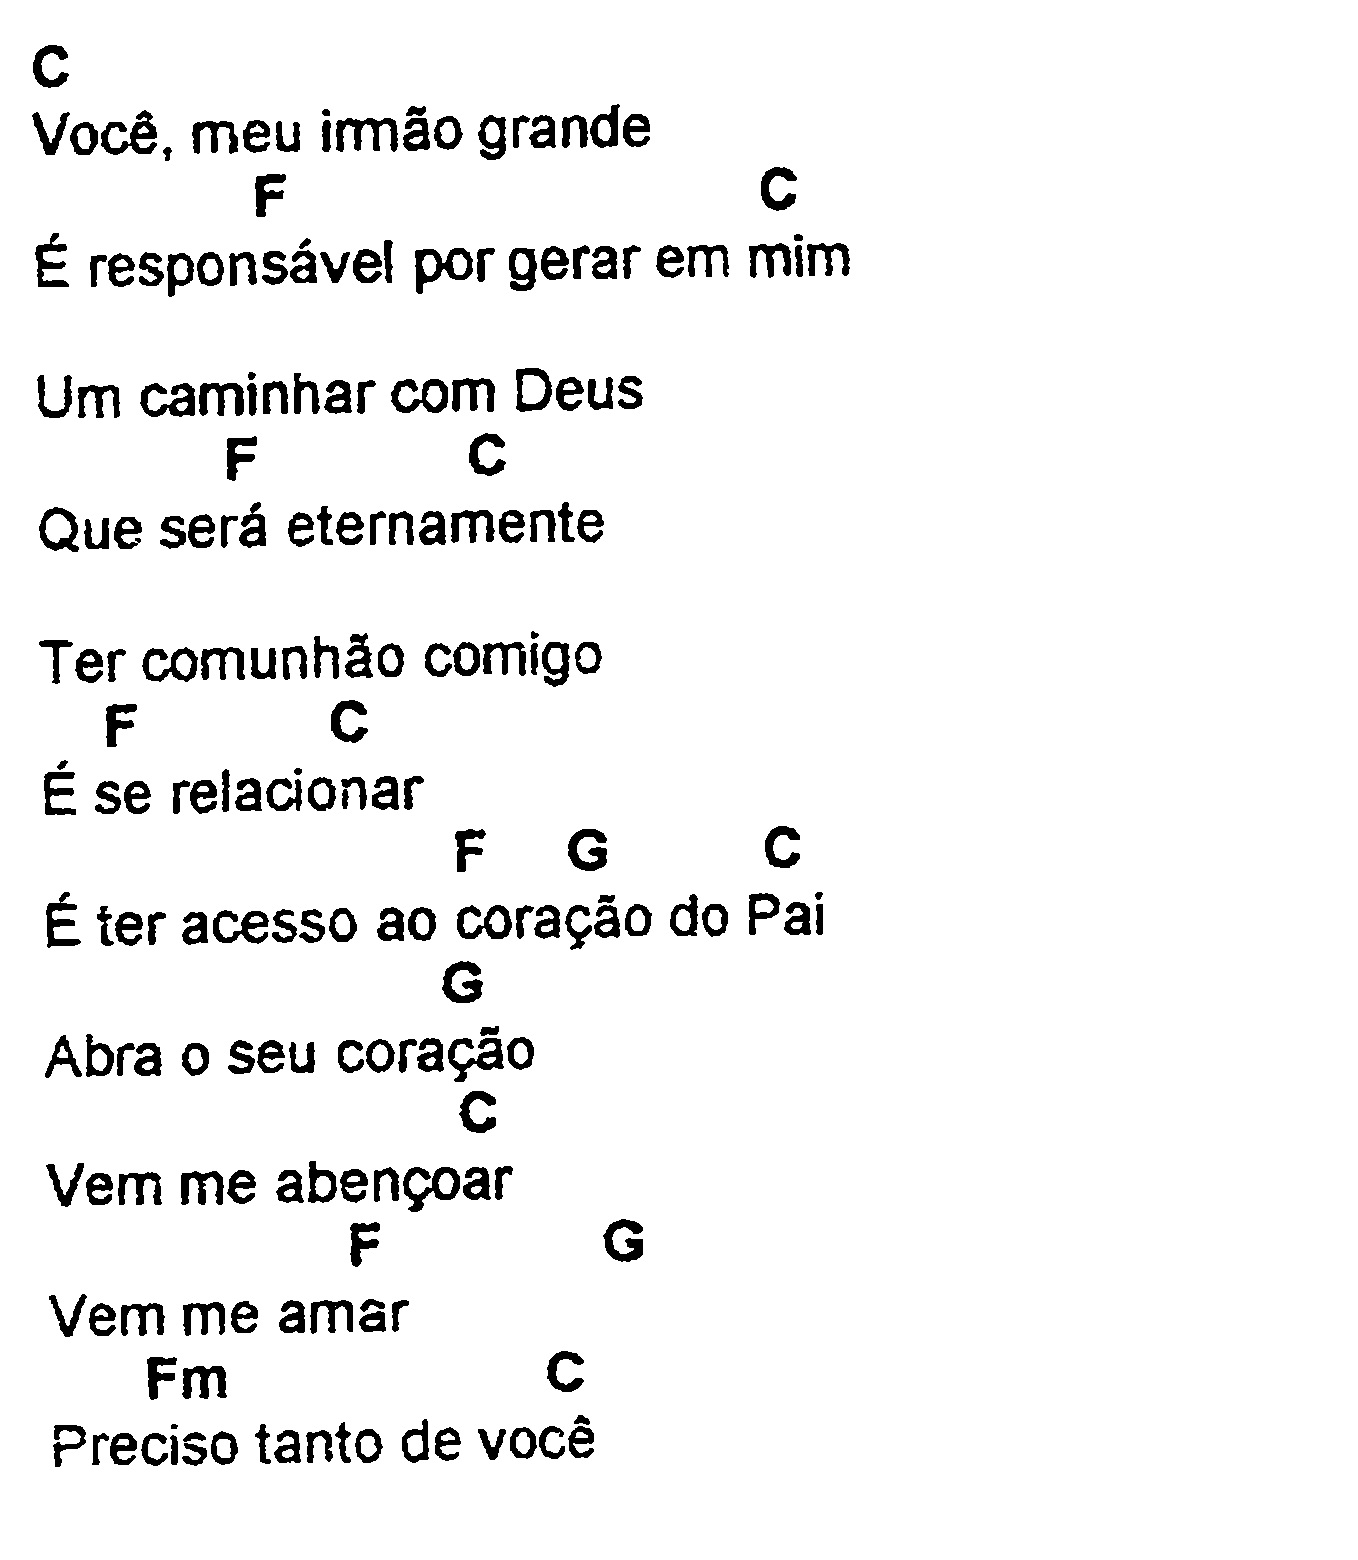 C
Você, meu irmão grande
F C
É responsável por gerar em mim
Um caminhar com Deus
F C
Que será eternamente
Ter comunhão comigo
F C
É se relacionar
F G C
É ter acesso ao coração do Pai
G
Abra o seu coração
C
Vem me abençoar
F G
Vem me amar
Fm C
Preciso tanto de você